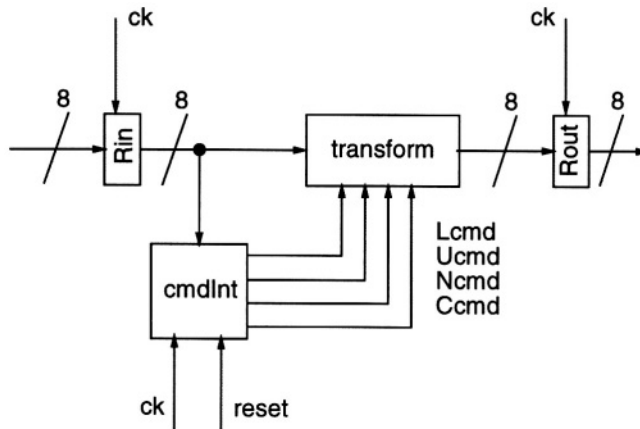 ck
ck
8
8
8
8
Rin
transform
Rout
Lcmd
Ucmd
Ncmd
Ccmd
cmdInt
ck
reset